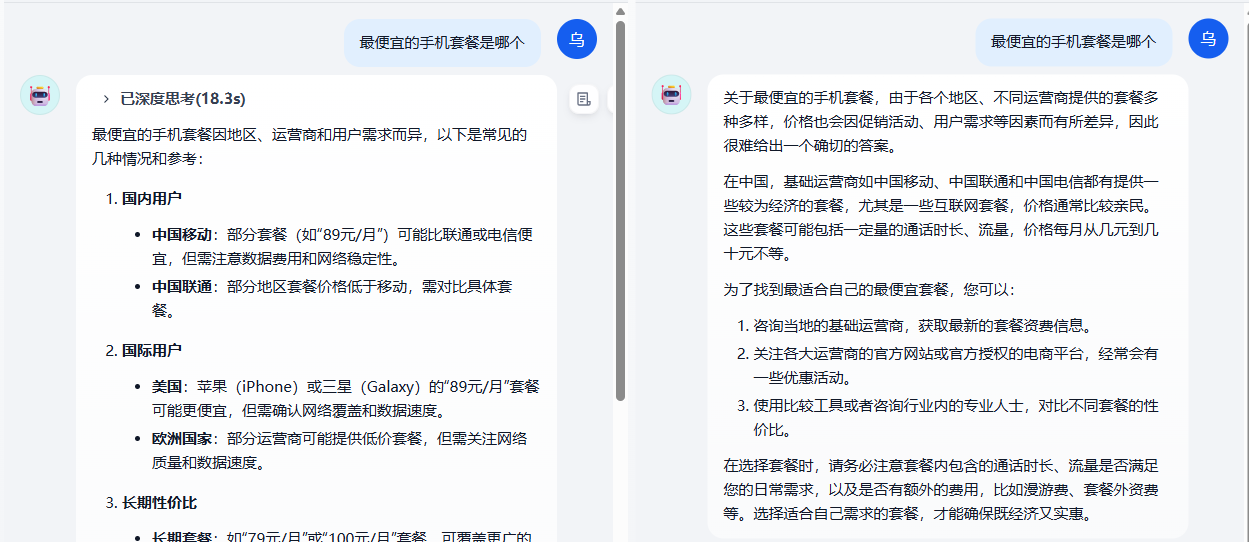 最便宜的手机套餐是哪个
乌
已深度思考(18.3s)
最便宜的手机套餐因地区、运营商和用户需求而异，以下是常见的
几种情况和参考：
1. 国内用户
• 中国移动：部分套餐（如“89元/月”）可能比联通或电信便
宜，但需注意数据费用和网络稳定性。
• 中国联通：部分地区套餐价格低于移动，需对比具体套
餐。
2. 国际用户
• 美国：苹果（iPhone）或三星（Galaxy）的“89元/月”套餐
可能更便宜，但需确认网络覆盖和数据速度。
• 欧洲国家：部分运营商可能提供低价套餐，但需关注网络
质量和数据速度。
3. 长期性价比
• 长期套餐：如“79元/月”或“100元/月”套餐，可覆盖更广的
最便宜的手机套餐是哪个
乌
关于最便宜的手机套餐，由于各个地区、不同运营商提供的套餐多
种多样，价格也会因促销活动、用户需求等因素而有所差异，因此
很难给出一个确切的答案。
在中国，基础运营商如中国移动、中国联通和中国电信都有提供一
些较为经济的套餐，尤其是一些互联网套餐，价格通常比较亲民。
这些套餐可能包括一定量的通话时长、流量，价格每月从几元到几
十元不等。
为了找到最适合自己的最便宜套餐，您可以：
1. 咨询当地的基础运营商，获取最新的套餐资费信息。
2. 关注各大运营商的官方网站或官方授权的电商平台，经常会有
一些优惠活动。
3. 使用比较工具或者咨询行业内的专业人士，对比不同套餐的性
价比。
在选择套餐时，请务必注意套餐内包含的通话时长、流量是否满足
您的日常需求，以及是否有额外的费用，比如漫游费、套餐外资费
等。选择适合自己需求的套餐，才能确保既经济又实惠。